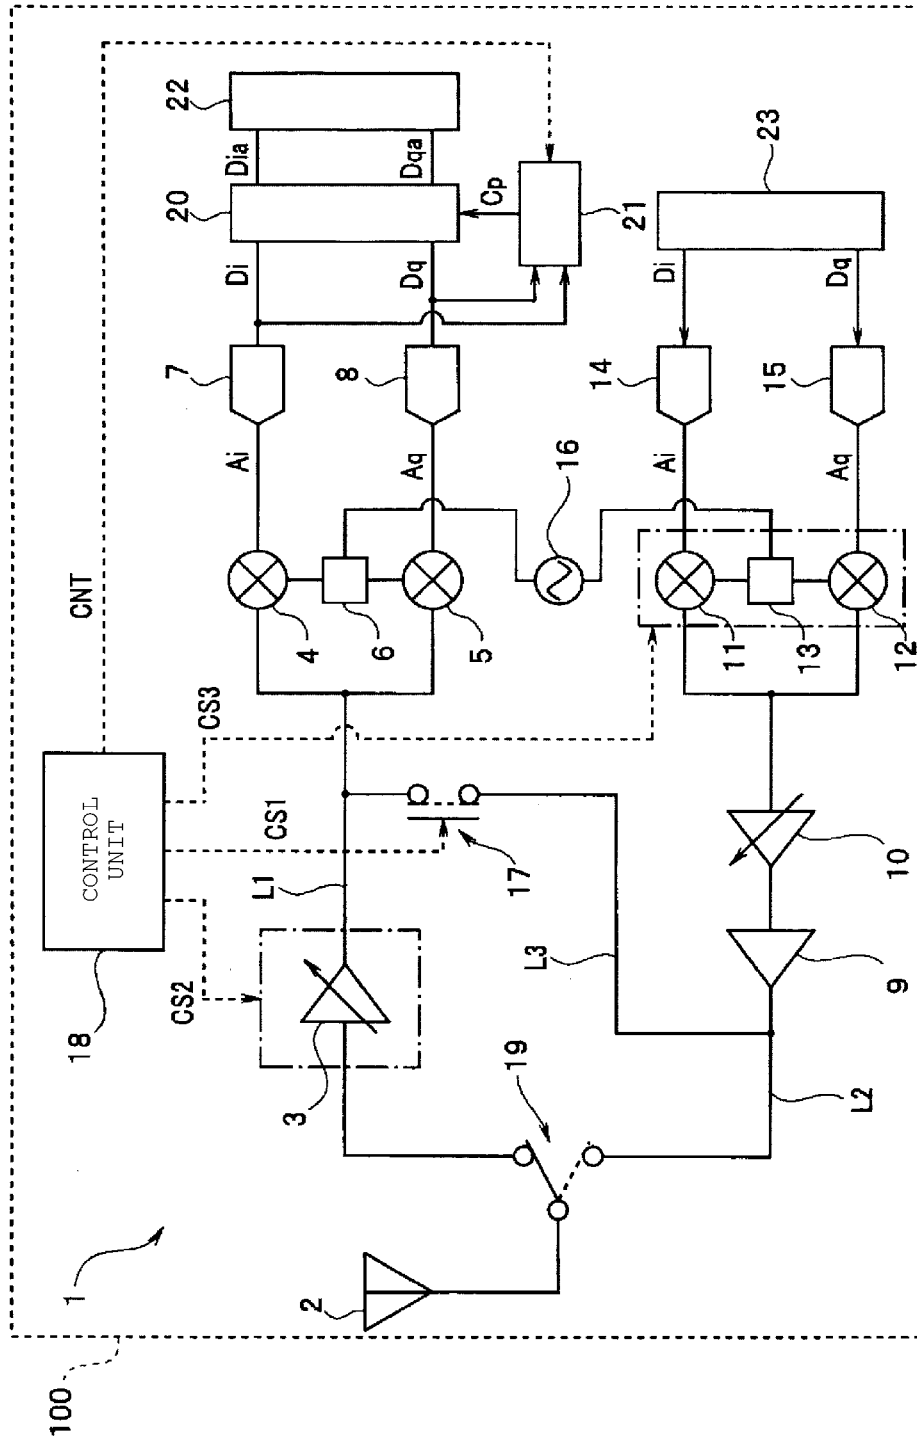 100
1
18
CONTROL
UNIT
CNT
CS2
CS1
CS3
2
3
19
L1
L3
L2
17
4
6
5
Ai
Aq
7
8
Di
Dq
20
Dia
Dqa
22
Cp
21
16
9
10
11
13
12
Ai
Aq
14
15
Di
Dq
23